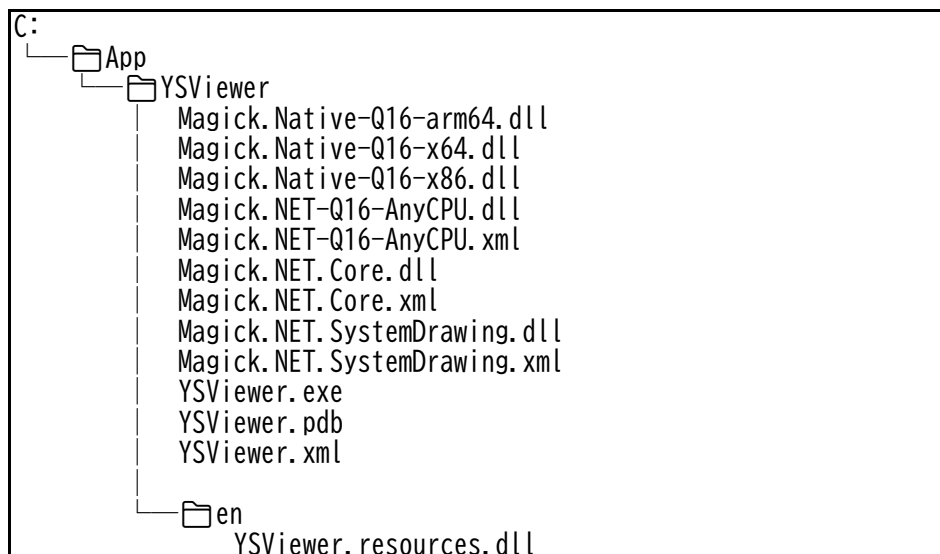 C:
App
YSViewer
Magick.Native-Q16-arm64.dll
Magick.Native-Q16-x64.dll
Magick.Native-Q16-x86.dll
Magick.NET-Q16-AnyCPU.dll
Magick.NET-Q16-AnyCPU.xml
Magick.NET.Core.dll
Magick.NET.Core.xml
Magick.NET.SystemDrawing.dll
Magick.NET.SystemDrawing.xml
YSViewer.exe
YSViewer.pdb
YSViewer.xml
en
YSViewer.resources.dll